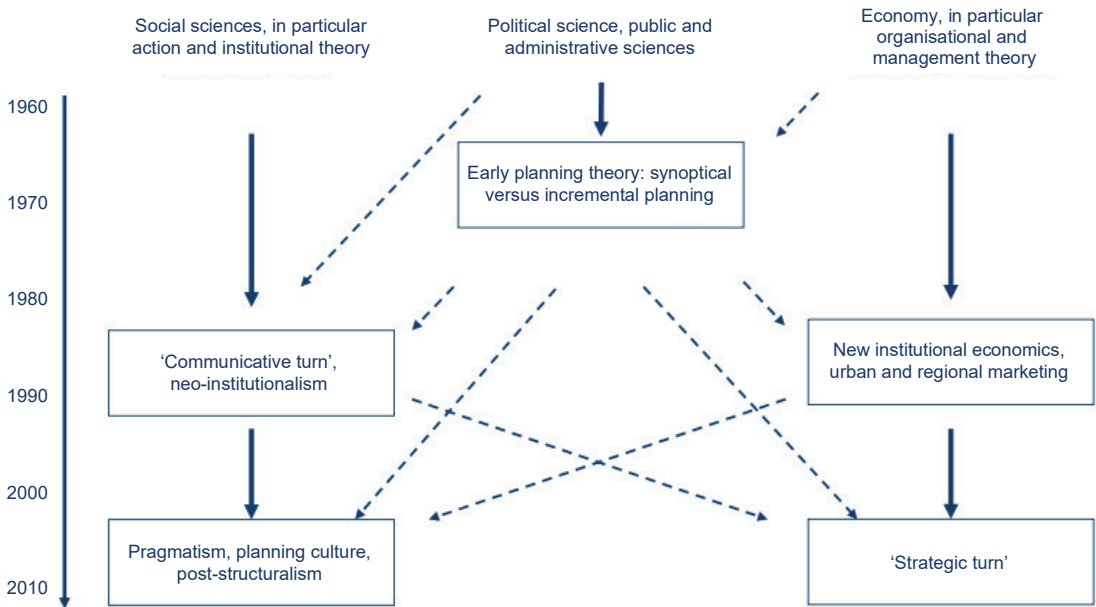 Social sciences, in particular
action and institutional theory
Political science, public and
administrative sciences
Economy, in particular
organisational and
management theory
1960
1970
1980
1990
2000
2010
Early planning theory: synoptical
versus incremental planning
‘Communicative turn’,
neo-institutionalism
New institutional economics,
urban and regional marketing
Pragmatism, planning culture,
post-structuralism
‘Strategic turn’